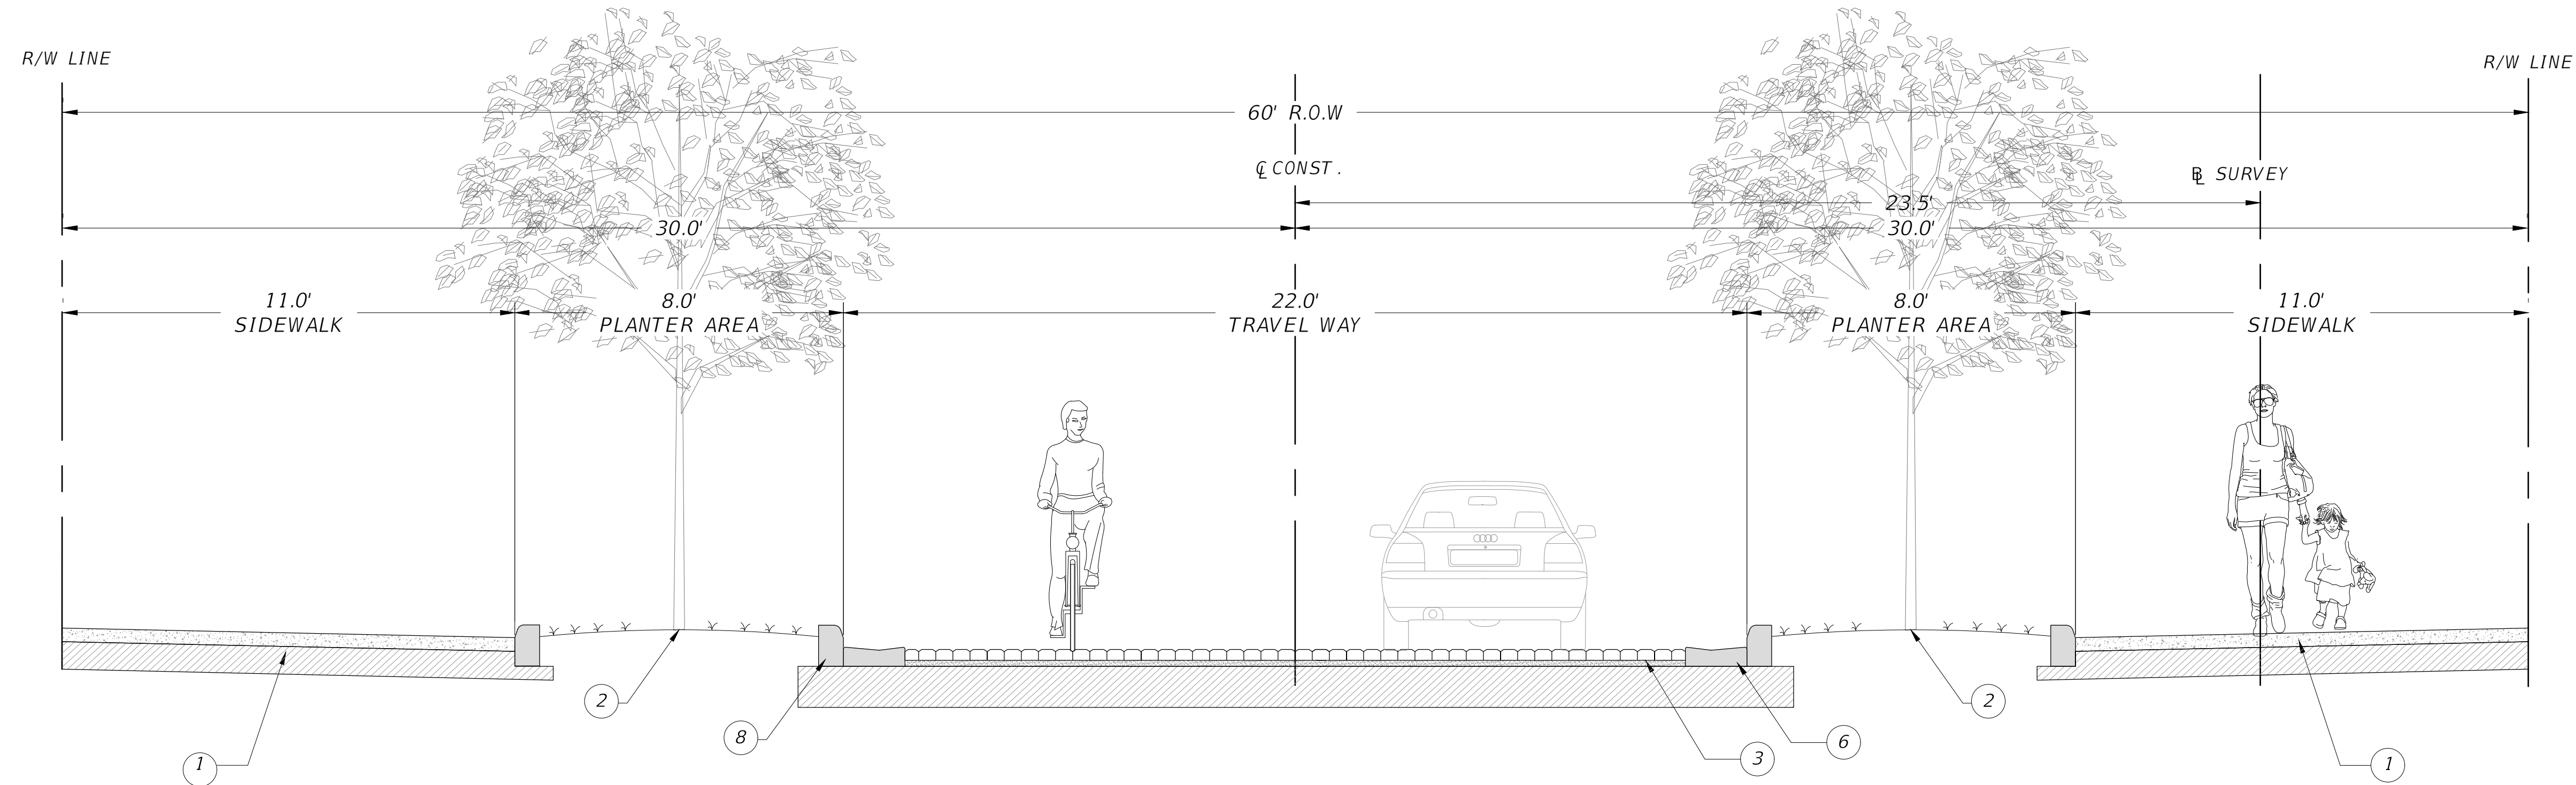 R/W LINE
R/W LINE
60' R.O.W
℄ CONST.
BL SURVEY
23.5'
30.0'
30.0'
11.0'
SIDEWALK
8.0'
PLANTER AREA
22.0'
TRAVEL WAY
8.0'
PLANTER AREA
11.0'
SIDEWALK
1
2
8
3
6
2
1